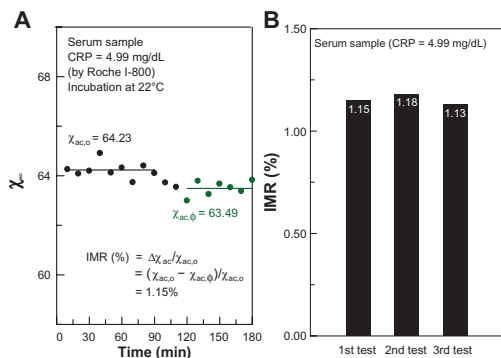 A
Serum sample
CRP = 4.99 mg/dL
(by Roche I-800)
Incubation at 22°C
χac,o = 64.23
χac,ϕ = 63.49
IMR (%) = Δχac/χac,o
= (χac,o − χac,ϕ)/χac,o
= 1.15%
χac
68
64
60
0 30 60 90 120 150 180
Time (min)
B
Serum sample (CRP = 4.99 mg/dL)
1.15
1.18
1.13
IMR (%)
1.50
1.00
0.50
0.00
1st test 2nd test 3rd test